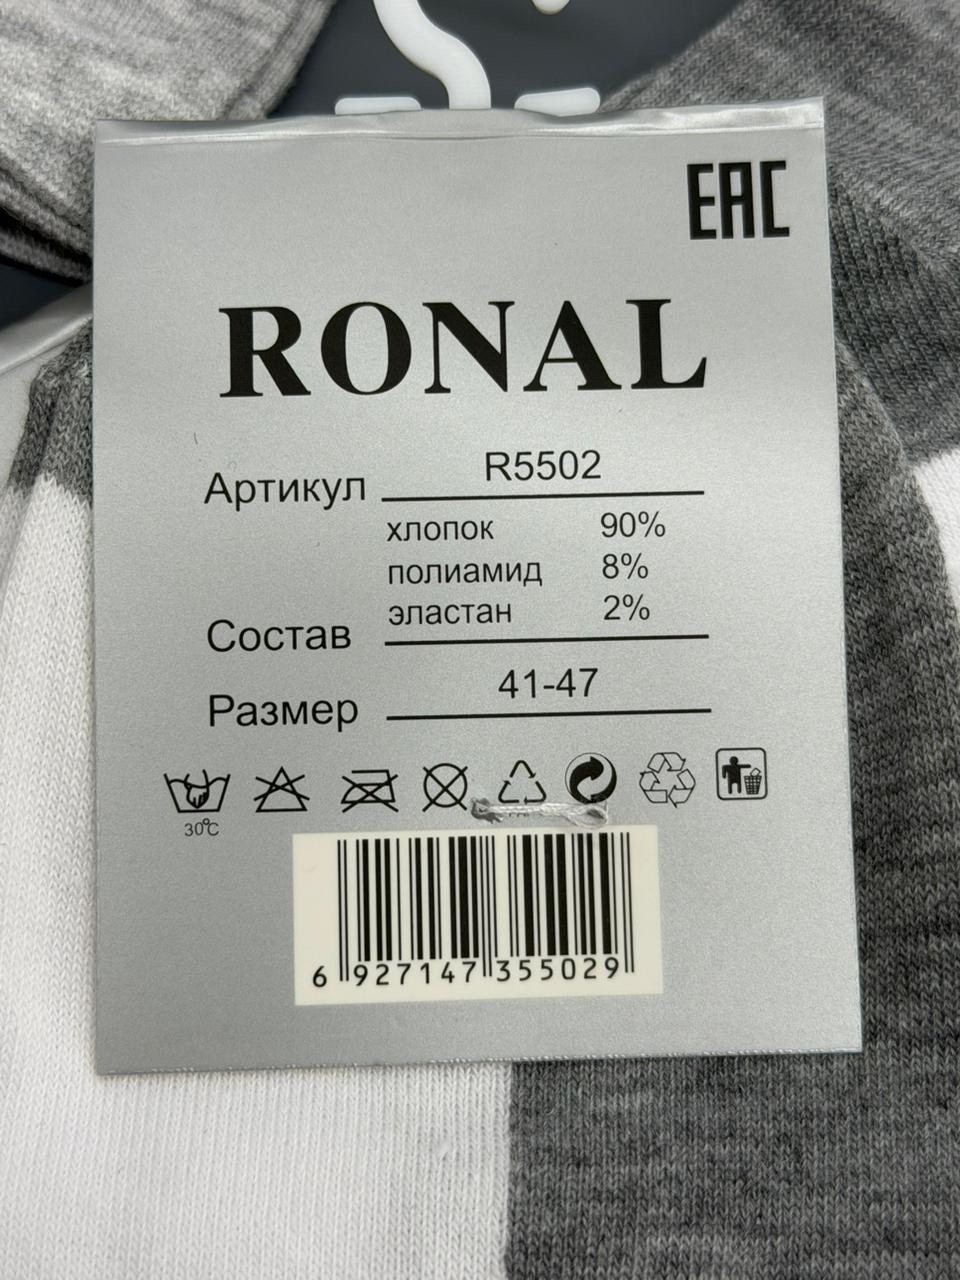 EAC
RONAL
Артикул R5502
хлопок 90%
полиамид 8%
эластан 2%
Состав
Размер 41-47
30°C
6 927147 355029